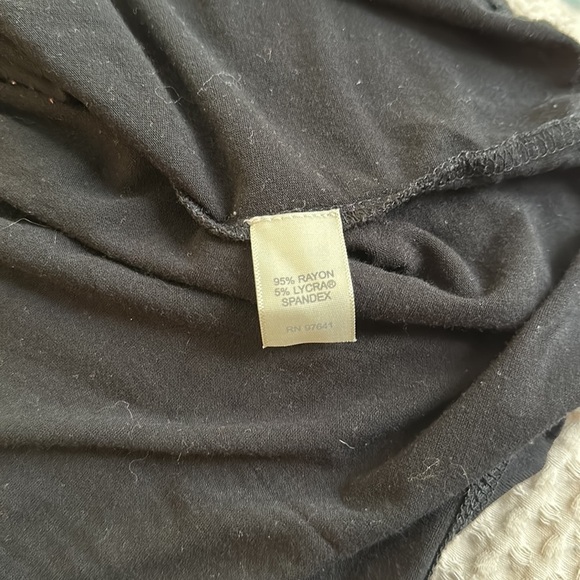 95% RAYON
5% LYCRA®
SPANDEX
RN 97641